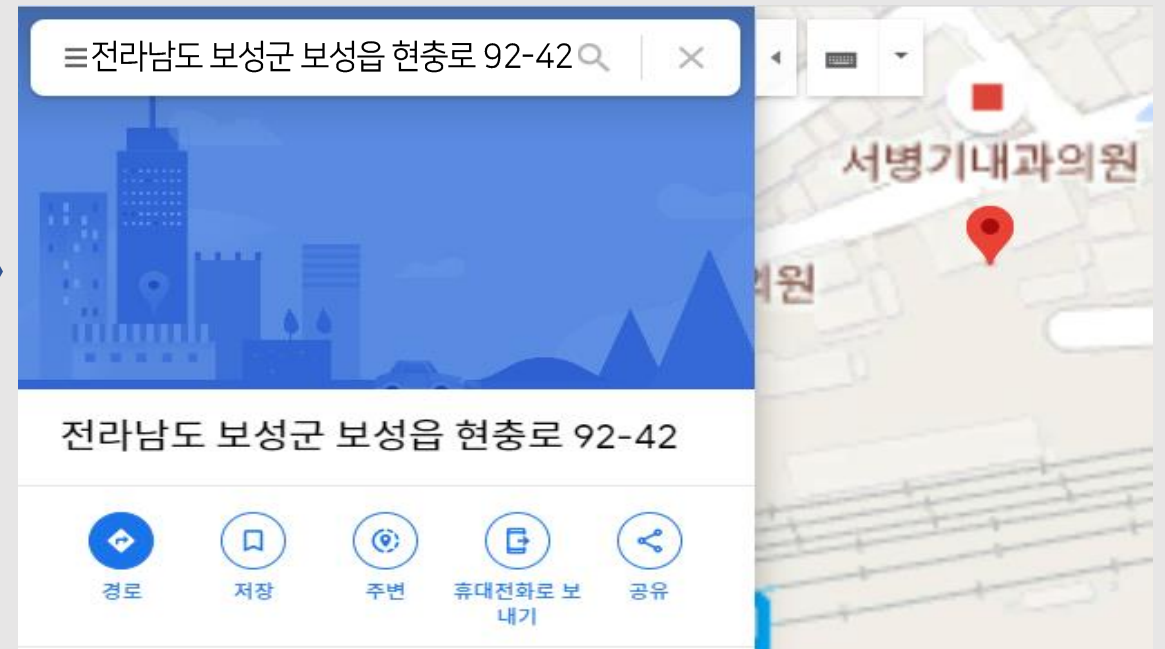 전라남도 보성군 보성읍 현충로 92-42
서병기내과의원
의원
전라남도 보성군 보성읍 현충로 92-42
경로
저장
주변
휴대전화로 보
내기
공유